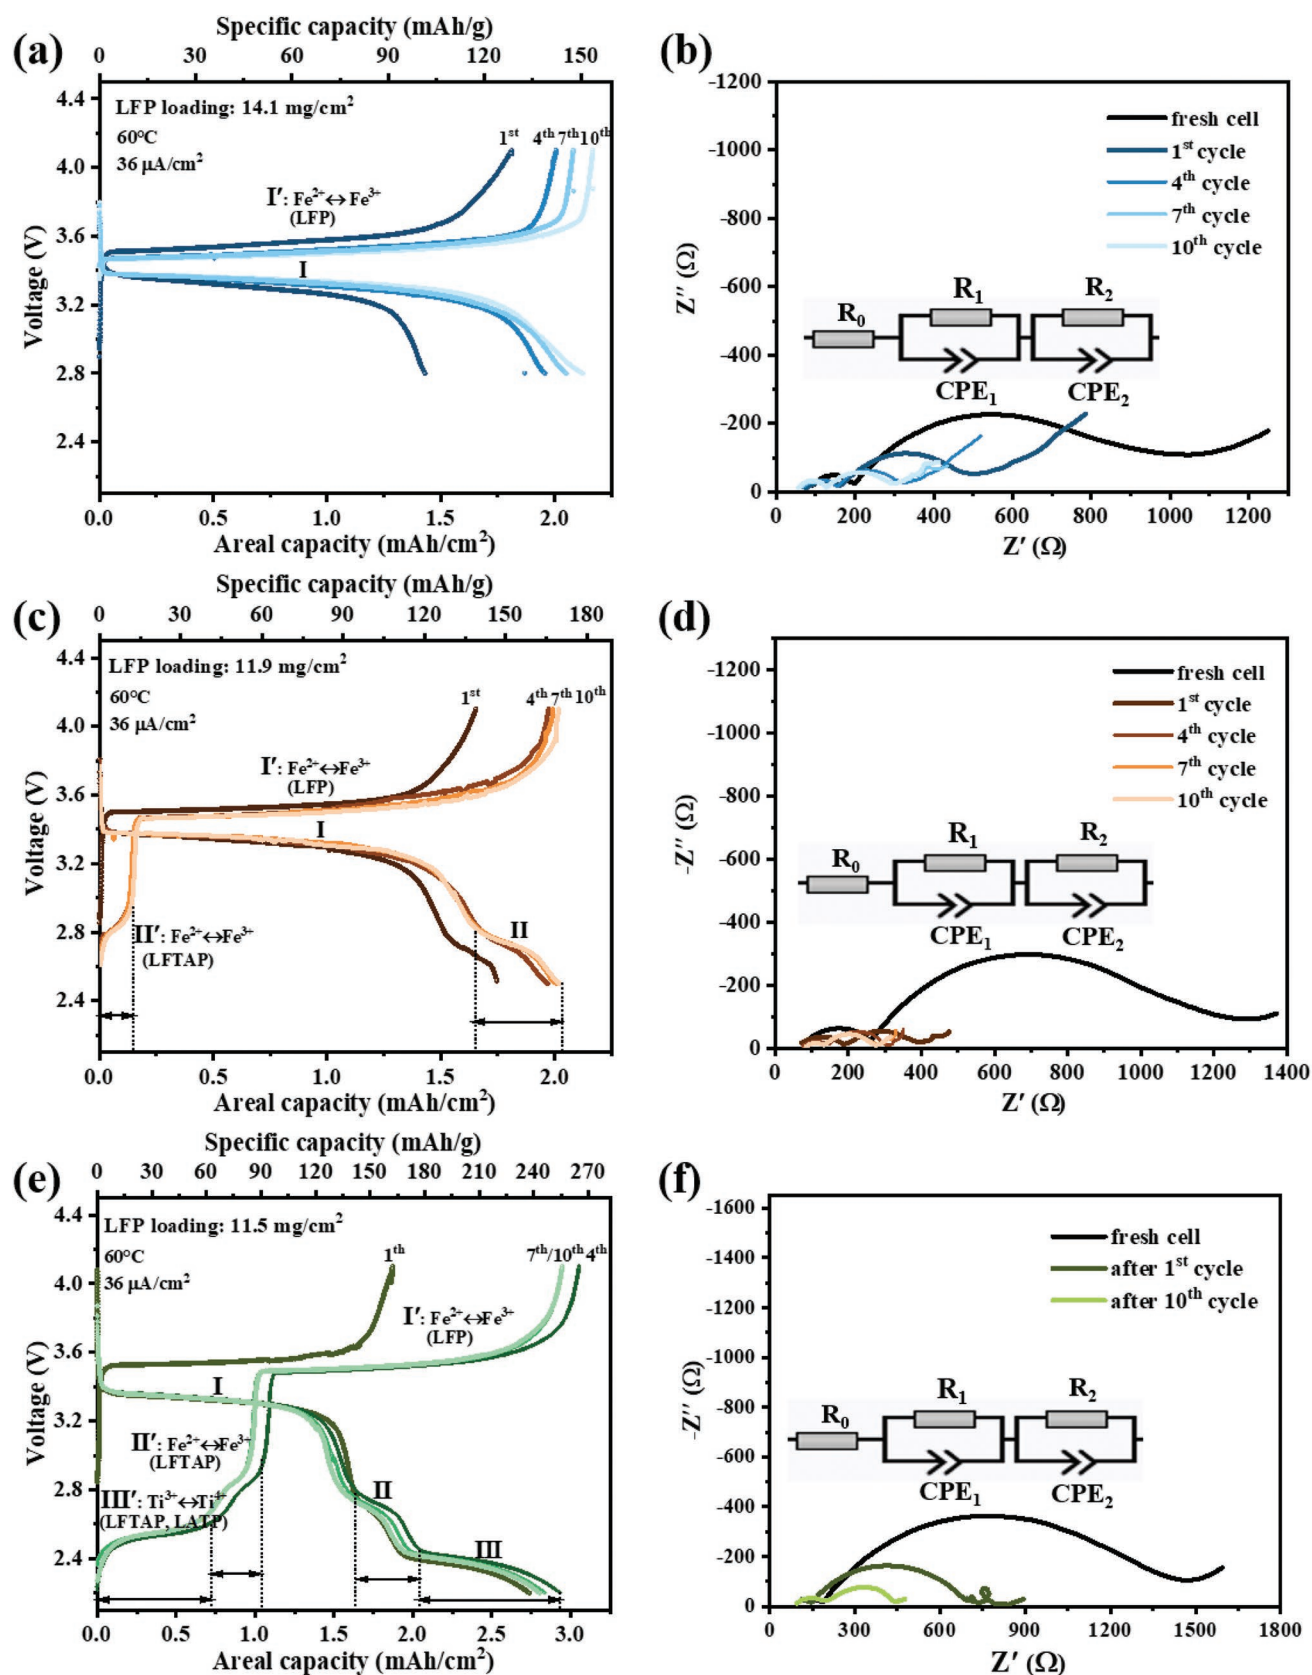 (a)
Specific capacity (mAh/g)
0 30 60 90 120 150
LFP loading: 14.1 mg/cm²
60°C
36 μA/cm²
1ˢᵗ 4ᵗʰ 7ᵗʰ 10ᵗʰ
I′: Fe²⁺↔Fe³⁺
(LFP)
I
4.4
4.0
3.6
3.2
2.8
2.4
Voltage (V)
0.0 0.5 1.0 1.5 2.0
Areal capacity (mAh/cm²)
(b)
-1200
-1000
-800
-600
-400
-200
0
Z′′ (Ω)
fresh cell
1ˢᵗ cycle
4ᵗʰ cycle
7ᵗʰ cycle
10ᵗʰ cycle
R₀ R₁ R₂
CPE₁ CPE₂
0 200 400 600 800 1000 1200
Z′ (Ω)
(c)
Specific capacity (mAh/g)
0 30 60 90 120 150 180
LFP loading: 11.9 mg/cm²
60°C
36 μA/cm²
1ˢᵗ 4ᵗʰ 7ᵗʰ 10ᵗʰ
I′: Fe²⁺↔Fe³⁺
(LFP)
I
II′: Fe²⁺↔Fe³⁺
(LFTAP)
II
4.4
4.0
3.6
3.2
2.8
2.4
Voltage (V)
0.0 0.5 1.0 1.5 2.0
Areal capacity (mAh/cm²)
(d)
-1200
-1000
-800
-600
-400
-200
0
-Z′′ (Ω)
fresh cell
1ˢᵗ cycle
4ᵗʰ cycle
7ᵗʰ cycle
10ᵗʰ cycle
R₀ R₁ R₂
CPE₁ CPE₂
0 200 400 600 800 1000 1200 1400
Z′ (Ω)
(e)
Specific capacity (mAh/g)
0 30 60 90 120 150 180 210 240 270
LFP loading: 11.5 mg/cm²
60°C
36 μA/cm²
1ᵗʰ 7ᵗʰ/10ᵗʰ 4ᵗʰ
I′: Fe²⁺↔Fe³⁺
(LFP)
I
II′: Fe²⁺↔Fe³⁺
(LFTAP)
III′: Ti³⁺↔Ti⁴⁺
(LFTAP, LATP)
II
III
4.4
4.0
3.6
3.2
2.8
2.4
Voltage (V)
0.0 0.5 1.0 1.5 2.0 2.5 3.0
Areal capacity (mAh/cm²)
(f)
-1600
-1400
-1200
-1000
-800
-600
-400
-200
0
-Z′′ (Ω)
fresh cell
after 1ˢᵗ cycle
after 10ᵗʰ cycle
R₀ R₁ R₂
CPE₁ CPE₂
0 300 600 900 1200 1500 1800
Z′ (Ω)